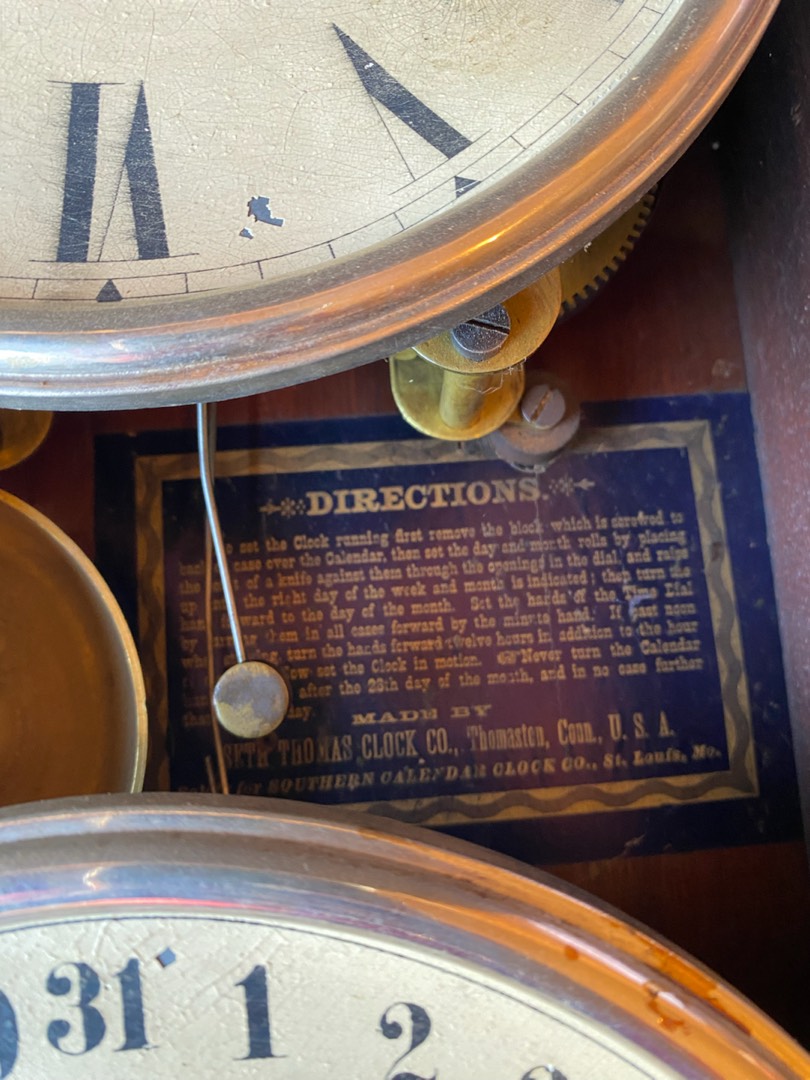 VI
V
DIRECTIONS.
set the Clock running first remove the block which is screwed to
case over the Calendar, then set the day and month rolls by placing
the of a knife against them through the openings in the dial, and raise
up the right day of the week and month is indicated; then turn the
forward to the day of the month. Set the hands of the Time Dial
by them in all cases forward by the minute hand. If past noon
turn the hands forward twelve hours in addition to the hour
set the Clock in motion. ☞Never turn the Calendar
after the 28th day of the month, and in no case further
MADE BY
SETH THOMAS CLOCK CO., Thomaston, Conn., U. S. A.
for SOUTHERN CALENDAR CLOCK CO., St. Louis, Mo.
31 1 2